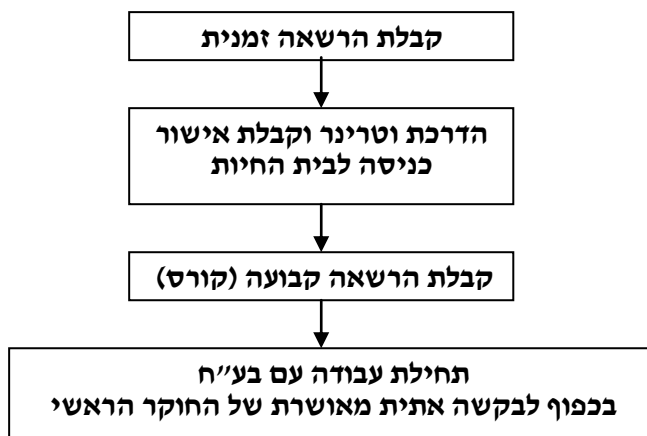 קבלת הרשאה זמנית
הדרכת וטרינר וקבלת אישור
כניסה לבית החיות
קבלת הרשאה קבועה (קורס)
תחילת עבודה עם בע״ח
בכפוף לבקשה אתית מאושרת של החוקר הראשי